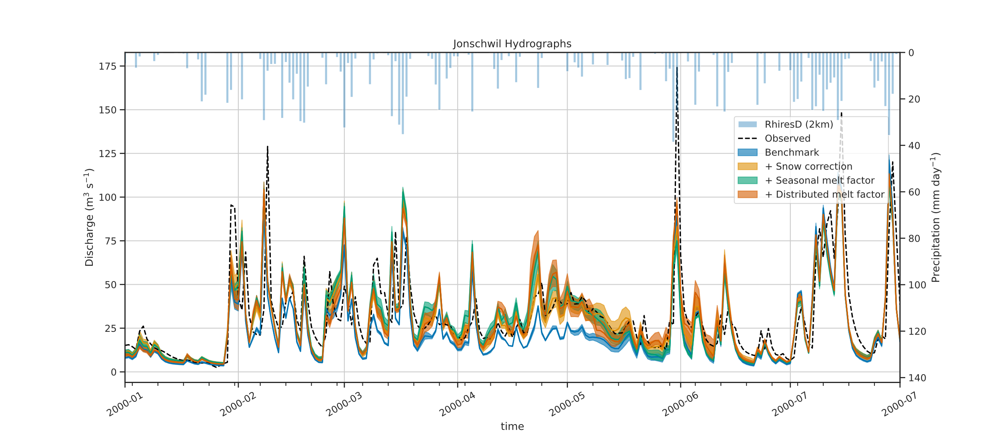 Jonschwil Hydrographs
Discharge (m³ s⁻¹)
175
150
125
100
75
50
25
0
0
20
40
60
80
100
120
140
Precipitation (mm day⁻¹)
RhiresD (2km)
Observed
Benchmark
+ Snow correction
+ Seasonal melt factor
+ Distributed melt factor
2000-01
2000-02
2000-03
2000-04
2000-05
2000-06
2000-07
2000-07
time